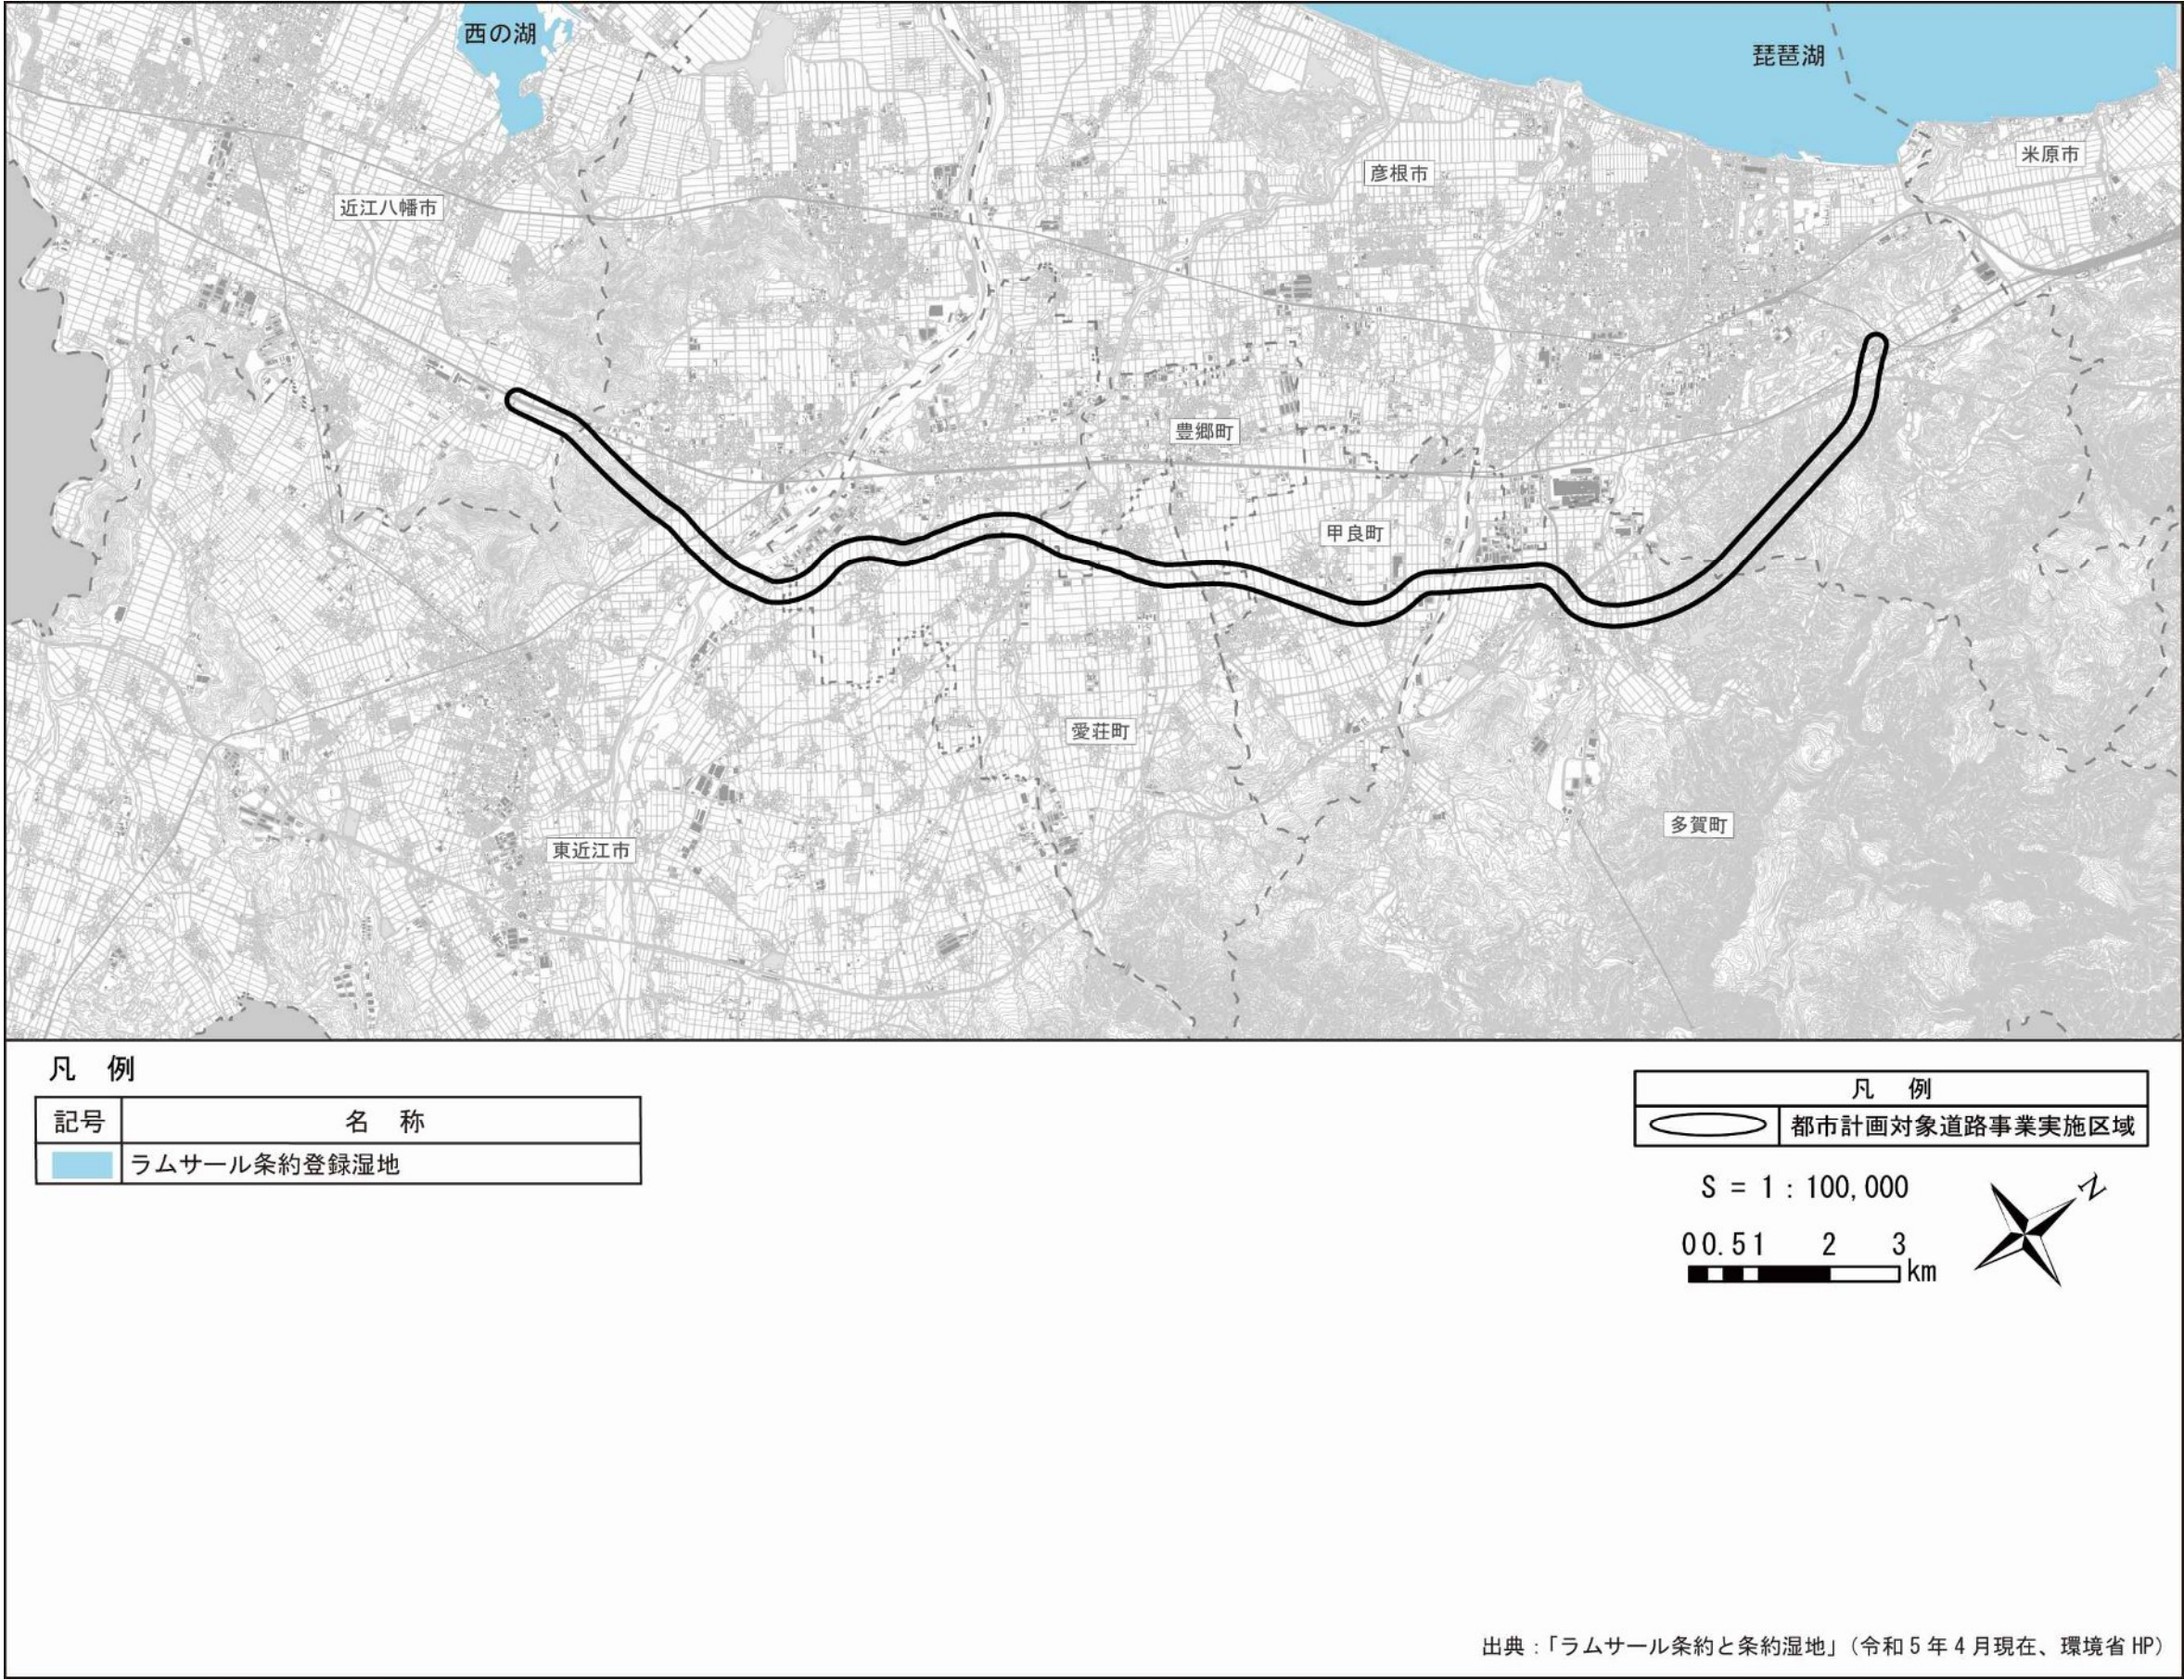 西の湖
琵琶湖
米原市
彦根市
近江八幡市
豊郷町
甲良町
愛荘町
多賀町
東近江市
凡 例
記号 名 称
ラムサール条約登録湿地
凡 例
都市計画対象道路事業実施区域
S = 1 : 100,000
N
0 0.5 1 2 3
km
出典：「ラムサール条約と条約湿地」（令和5年4月現在、環境省HP）